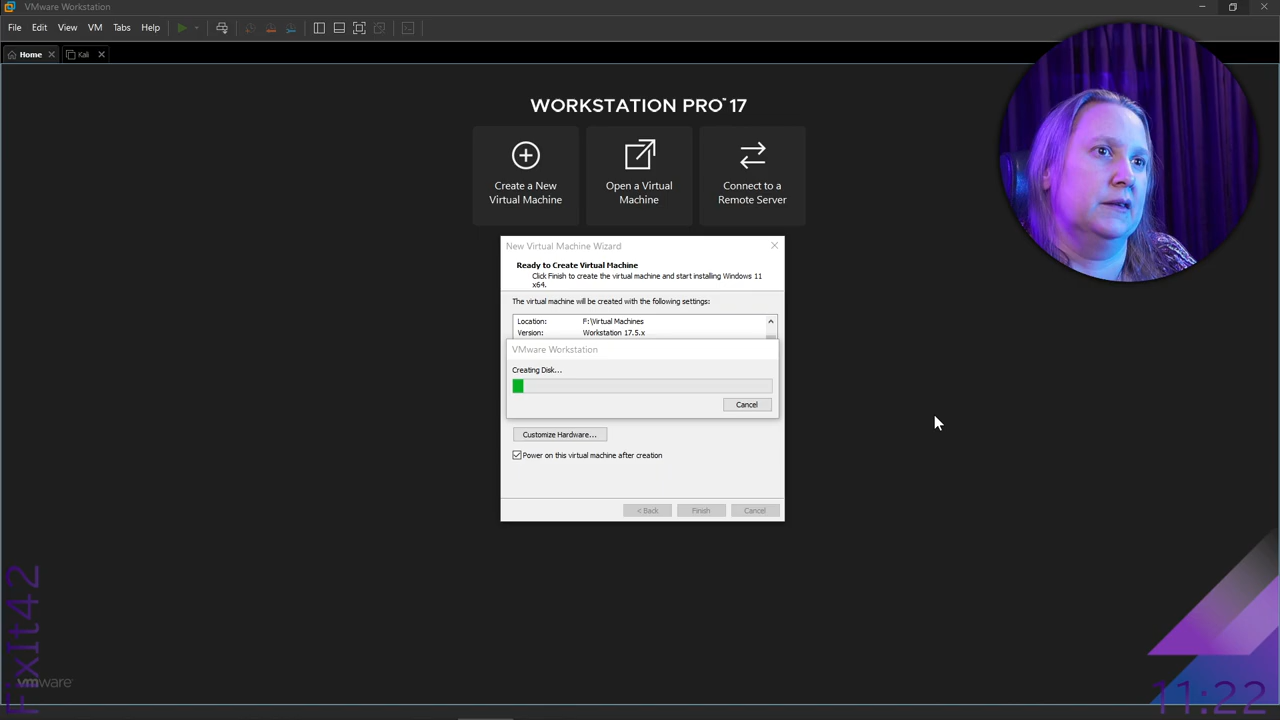 VMware Workstation
File Edit View VM Tabs Help
Home Kali
WORKSTATION PRO™ 17
Create a New
Virtual Machine
Open a Virtual
Machine
Connect to a
Remote Server
New Virtual Machine Wizard
Ready to Create Virtual Machine
Click Finish to create the virtual machine and start installing Windows 11
x64.
The virtual machine will be created with the following settings:
Location: F:\Virtual Machines
Version: Workstation 17.5.x
VMware Workstation
Creating Disk...
Cancel
Customize Hardware...
Power on this virtual machine after creation
< Back Finish Cancel
FixIt42
vmware
11:22